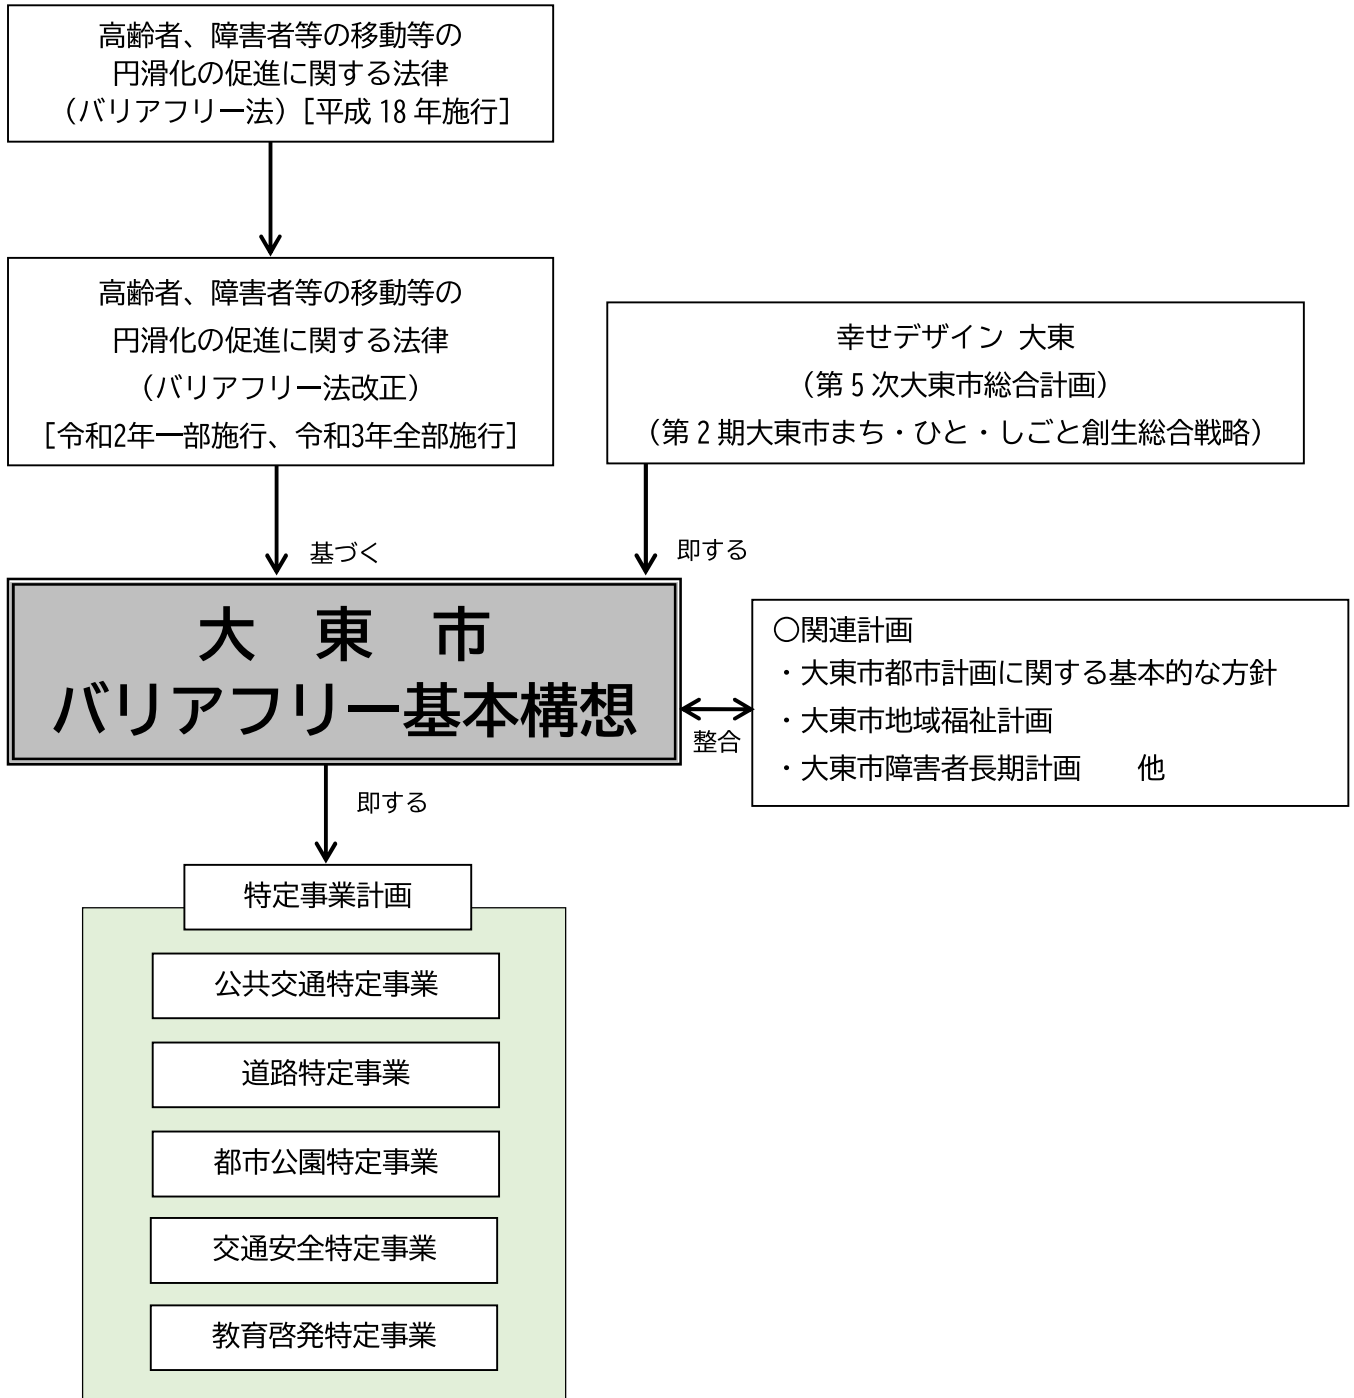 高齢者、障害者等の移動等の
円滑化の促進に関する法律
（バリアフリー法）［平成 18 年施行］
高齢者、障害者等の移動等の
円滑化の促進に関する法律
（バリアフリー法改正）
［令和2年一部施行、令和3年全部施行］
幸せデザイン 大東
（第 5 次大東市総合計画）
（第 2 期大東市まち・ひと・しごと創生総合戦略）
基づく
即する
大　東　市
バリアフリー基本構想
整合
〇関連計画
・大東市都市計画に関する基本的な方針
・大東市地域福祉計画
・大東市障害者長期計画　　他
即する
特定事業計画
公共交通特定事業
道路特定事業
都市公園特定事業
交通安全特定事業
教育啓発特定事業